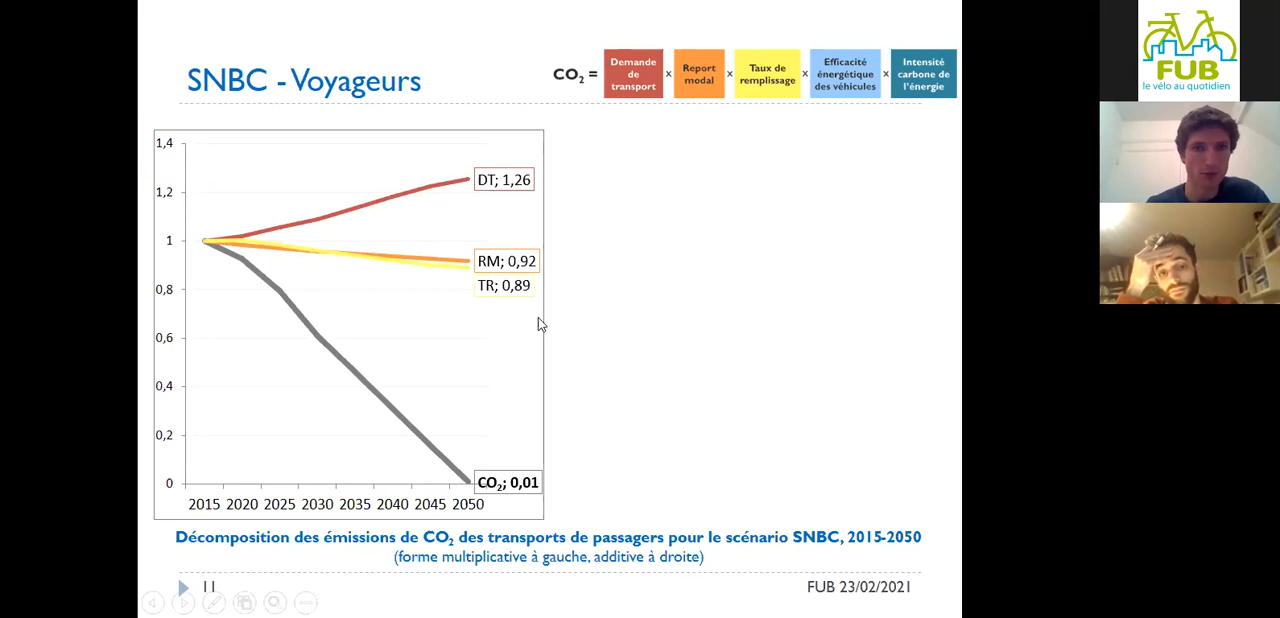 SNBC - Voyageurs
CO2 =
Demande
de
transport
x
Report
modal
x
Taux de
remplissage
x
Efficacité
énergétique
des véhicules
x
Intensité
carbone de
l'énergie
FUB
le vélo au quotidien
1,4
1,2
1
0,8
0,6
0,4
0,2
0
DT; 1,26
RM; 0,92
TR; 0,89
CO2; 0,01
2015 2020 2025 2030 2035 2040 2045 2050
Décomposition des émissions de CO2 des transports de passagers pour le scénario SNBC, 2015-2050
(forme multiplicative à gauche, additive à droite)
11
FUB 23/02/2021